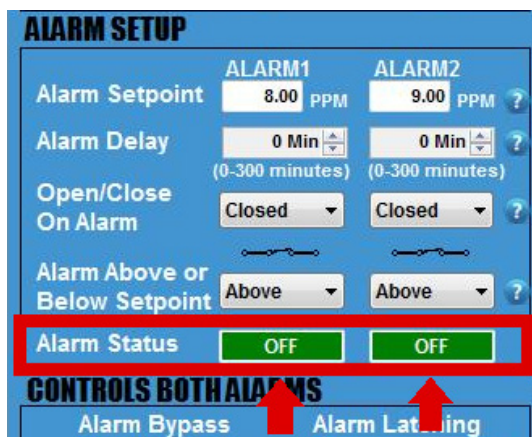 ALARM SETUP
ALARM1 ALARM2
Alarm Setpoint 8.00 PPM 9.00 PPM ?
Alarm Delay 0 Min 0 Min ?
(0-300 minutes) (0-300 minutes)
Open/Close
On Alarm Closed Closed ?
Alarm Above or
Below Setpoint Above Above ?
Alarm Status OFF OFF
CONTROLS BOTH ALARMS
Alarm Bypass Alarm Latching